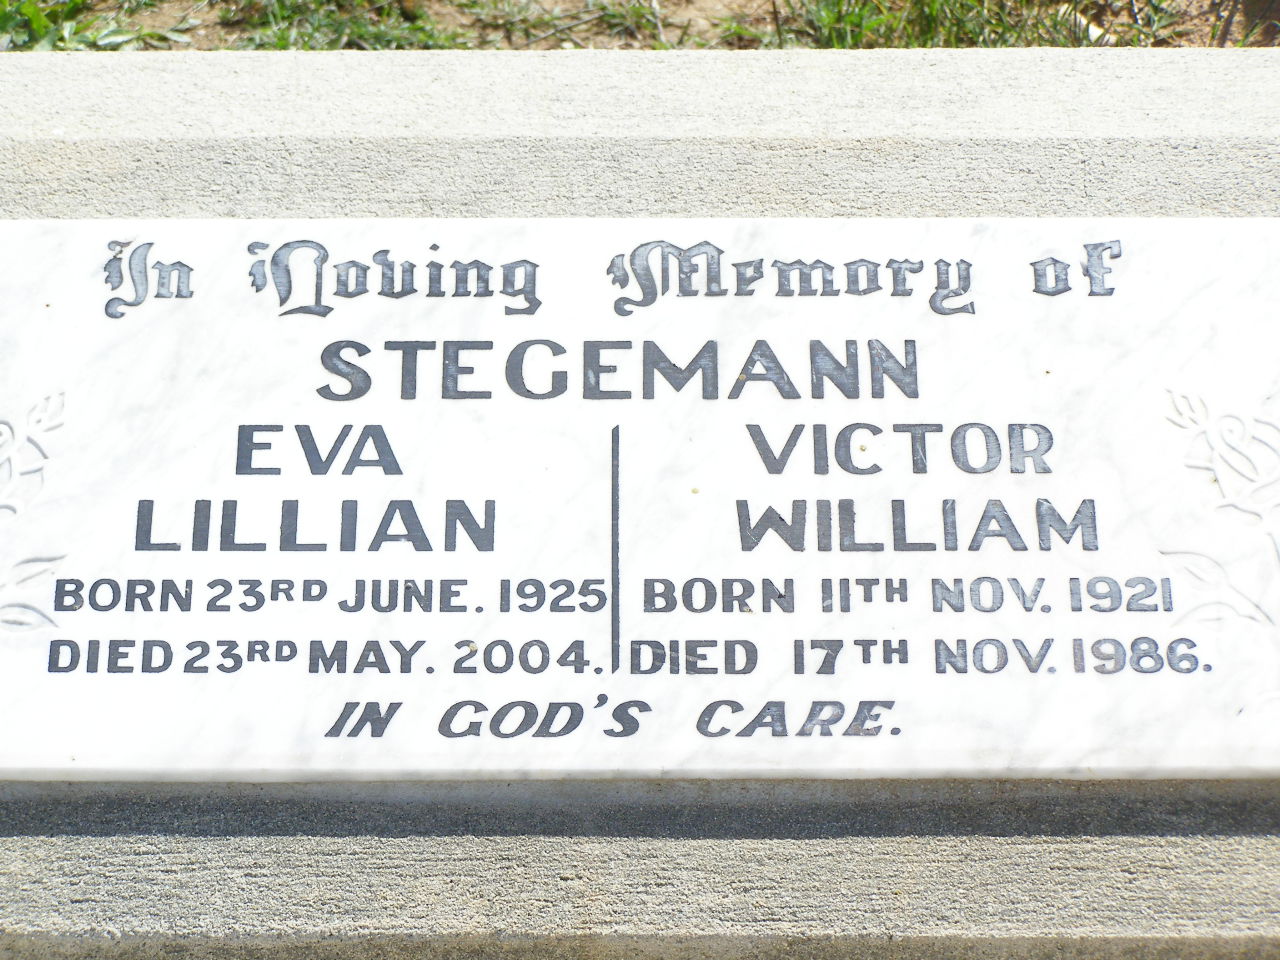 In Loving Memory of
STEGEMANN
EVA
LILLIAN
BORN 23RD JUNE. 1925
DIED 23RD MAY. 2004.
VICTOR
WILLIAM
BORN 11TH NOV. 1921
DIED 17TH NOV. 1986.
IN GOD'S CARE.